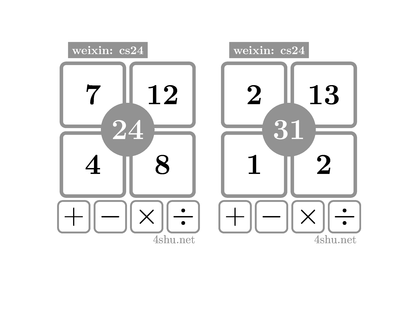 weixin: cs24
7 12
24
4 8
+ − × ÷
4shu.net
weixin: cs24
2 13
31
1 2
+ − × ÷
4shu.net